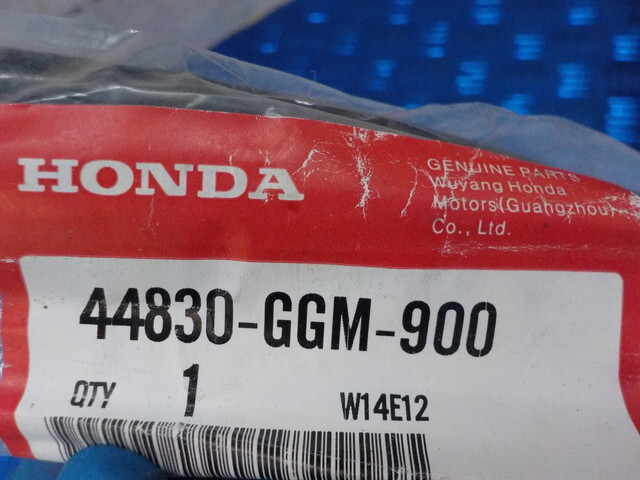 HONDA
GENUINE PARTS
Wuyang Honda
Motors(Guangzhou)
Co., Ltd.
44830-GGM-900
QTY 1 W14E12